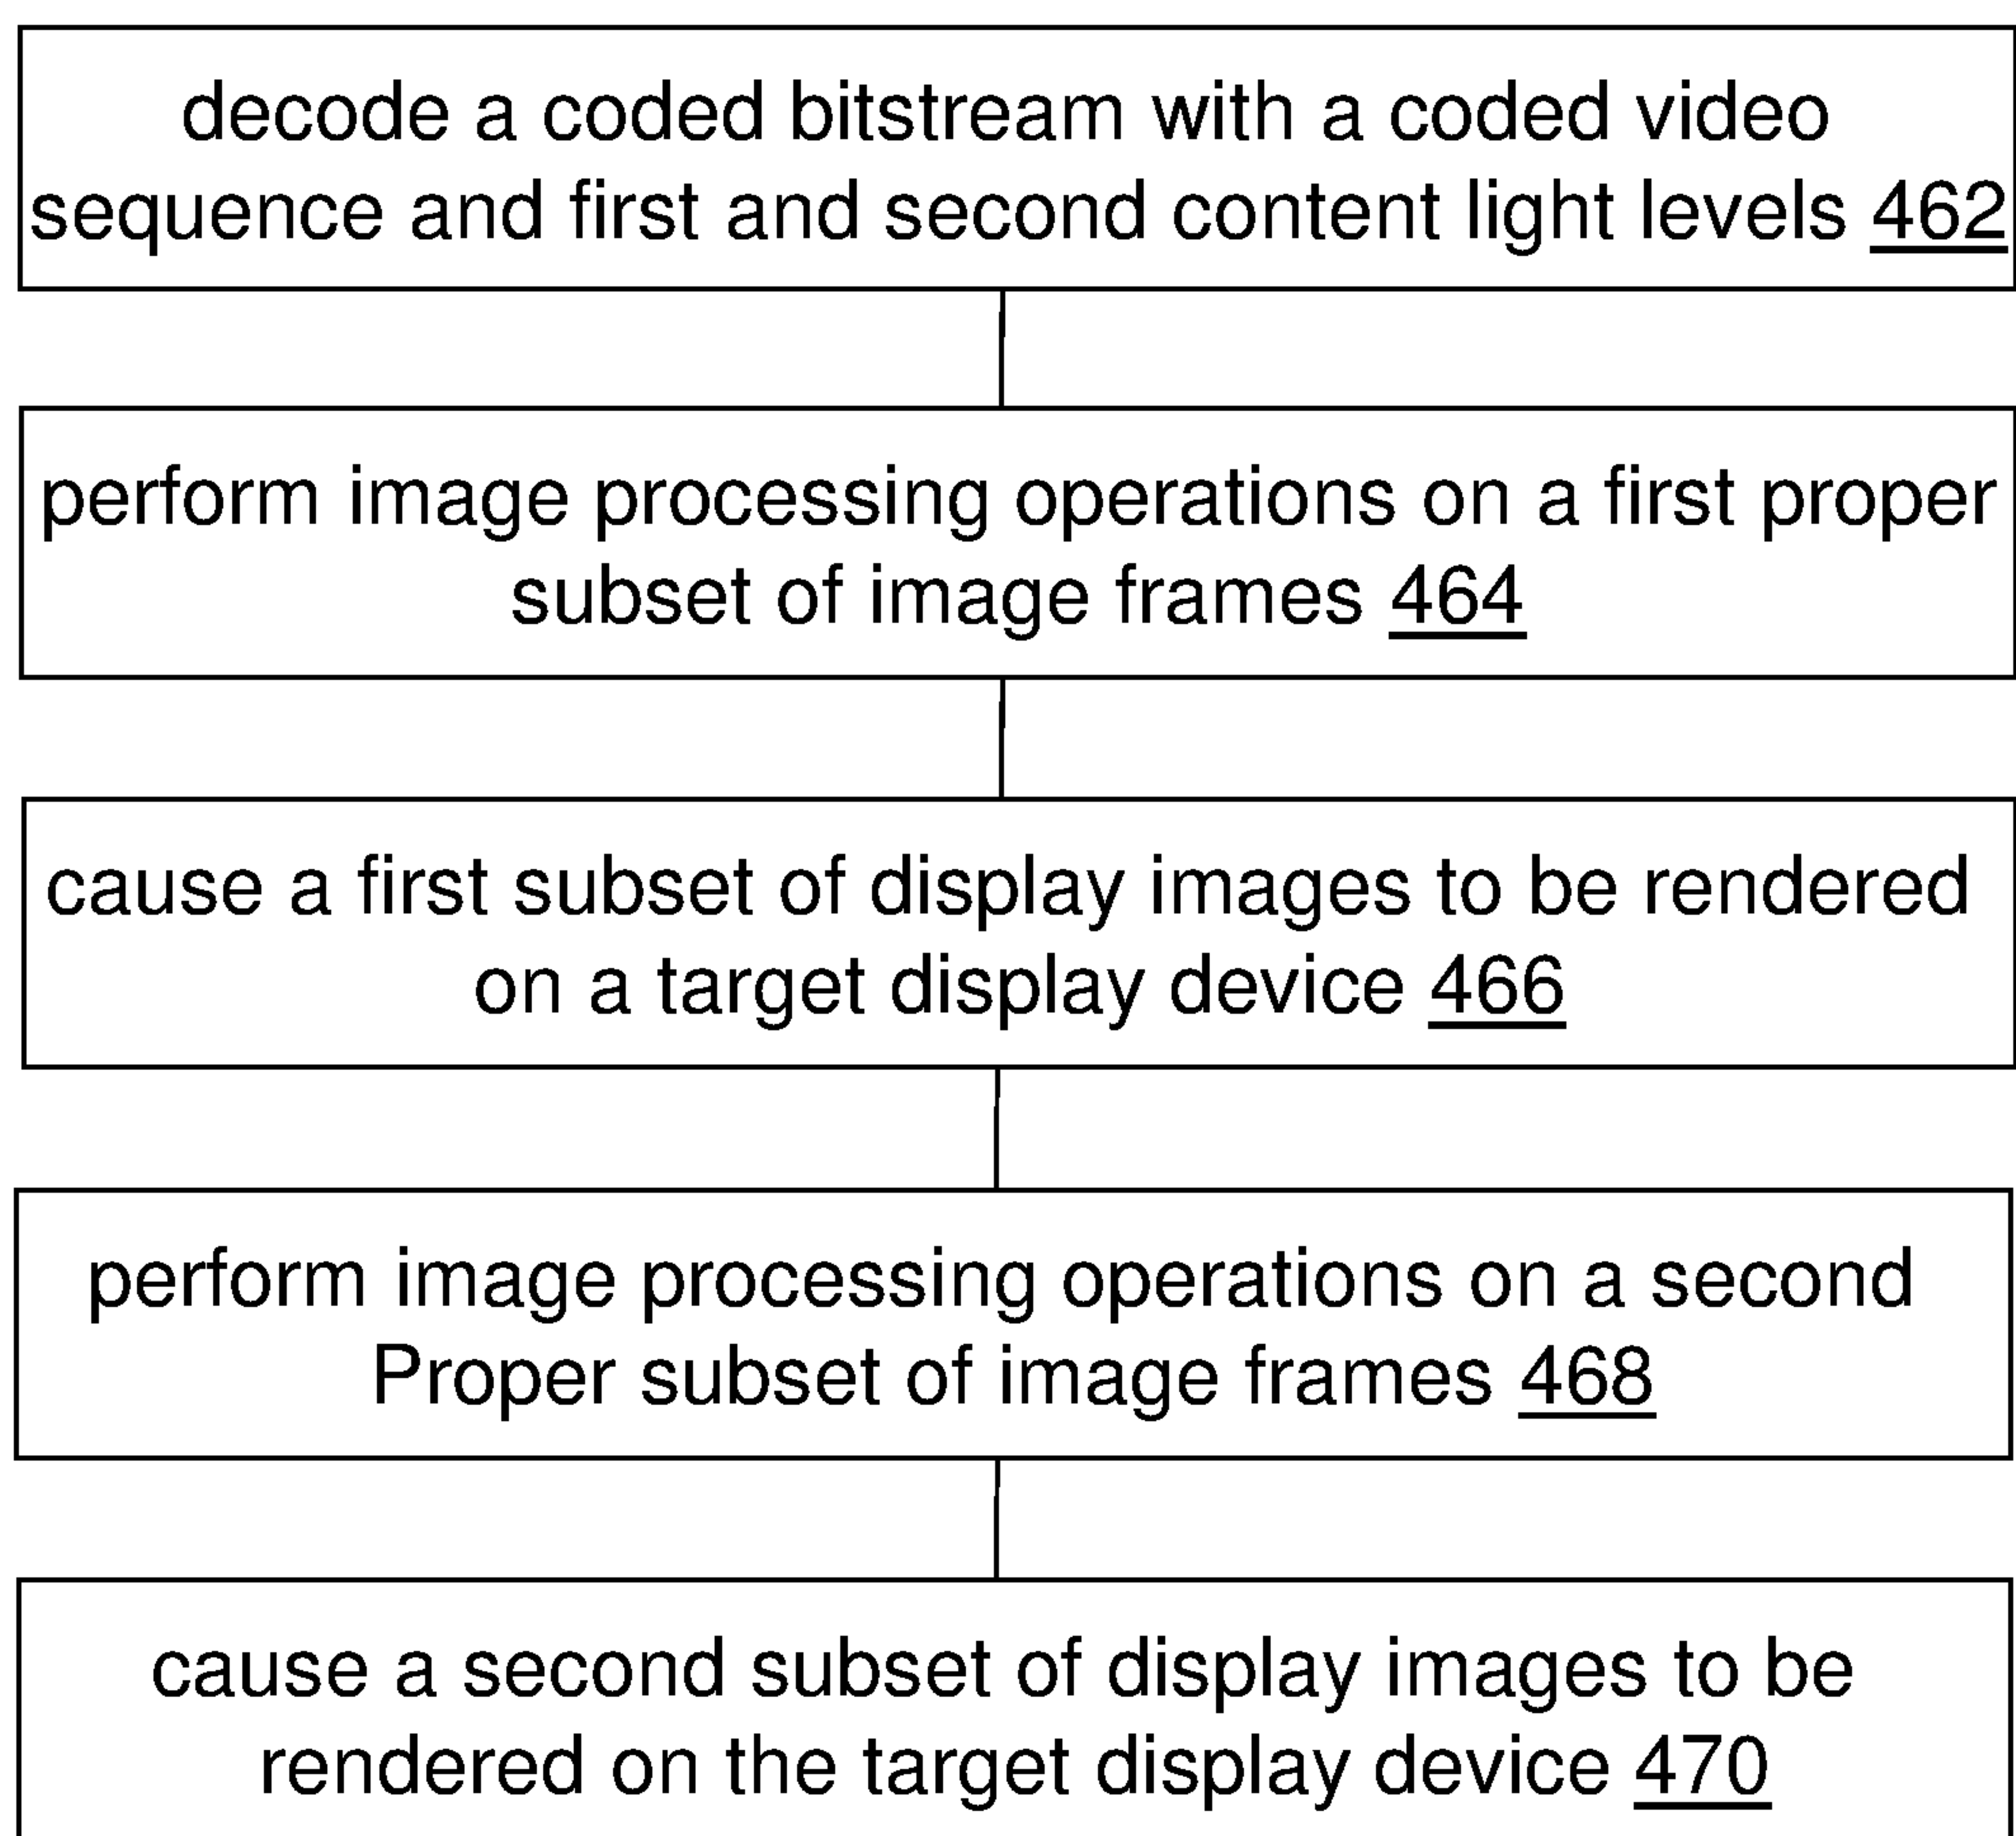 decode a coded bitstream with a coded video
sequence and first and second content light levels 462
perform image processing operations on a first proper
subset of image frames 464
cause a first subset of display images to be rendered
on a target display device 466
perform image processing operations on a second
Proper subset of image frames 468
cause a second subset of display images to be
rendered on the target display device 470